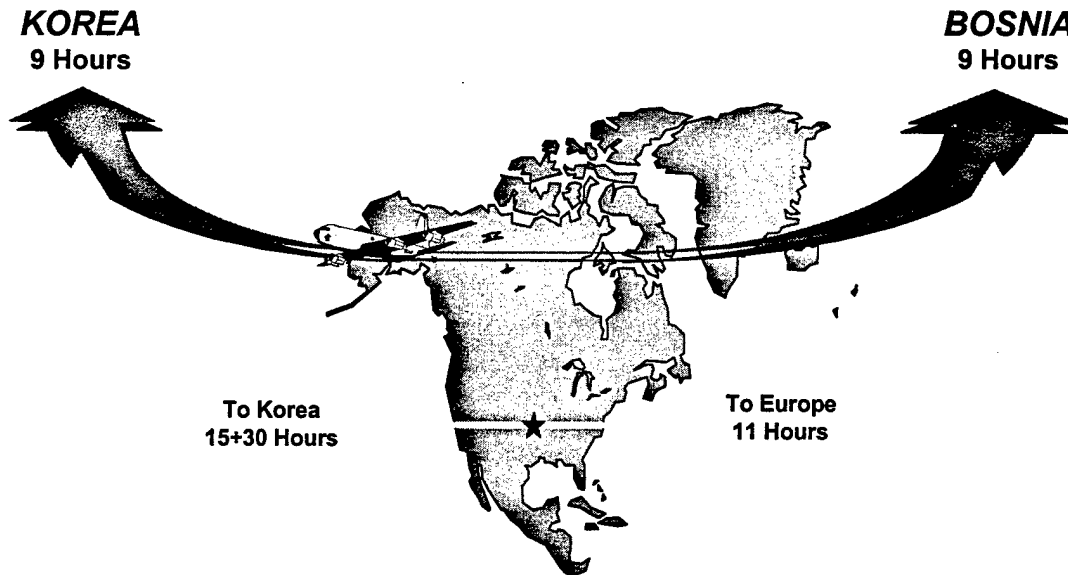 KOREA
9 Hours
BOSNIA
9 Hours
To Korea
15+30 Hours
To Europe
11 Hours